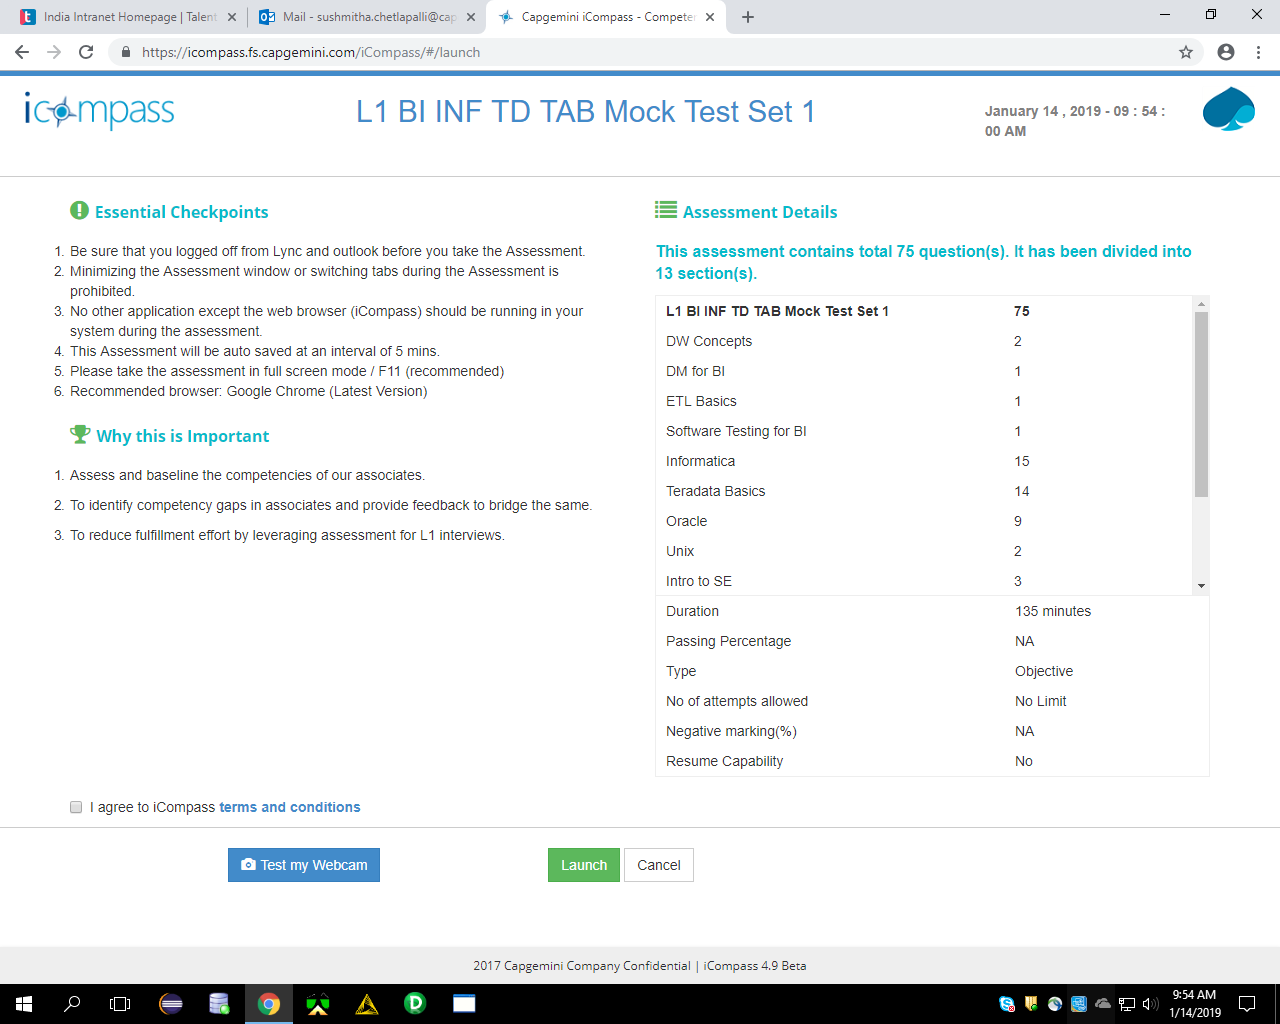 India Intranet Homepage | Talent
Mail - sushmitha.chetlapalli@cap
Capgemini iCompass - Competen
https://icompass.fs.capgemini.com/iCompass/#/launch
icompass
L1 BI INF TD TAB Mock Test Set 1
January 14 , 2019 - 09 : 54 :
00 AM
Essential Checkpoints
1. Be sure that you logged off from Lync and outlook before you take the Assessment.
2. Minimizing the Assessment window or switching tabs during the Assessment is
prohibited.
3. No other application except the web browser (iCompass) should be running in your
system during the assessment.
4. This Assessment will be auto saved at an interval of 5 mins.
5. Please take the assessment in full screen mode / F11 (recommended)
6. Recommended browser: Google Chrome (Latest Version)
Why this is Important
1. Assess and baseline the competencies of our associates.
2. To identify competency gaps in associates and provide feedback to bridge the same.
3. To reduce fulfillment effort by leveraging assessment for L1 interviews.
Assessment Details
This assessment contains total 75 question(s). It has been divided into
13 section(s).
L1 BI INF TD TAB Mock Test Set 1 75
DW Concepts 2
DM for BI 1
ETL Basics 1
Software Testing for BI 1
Informatica 15
Teradata Basics 14
Oracle 9
Unix 2
Intro to SE 3
Duration 135 minutes
Passing Percentage NA
Type Objective
No of attempts allowed No Limit
Negative marking(%) NA
Resume Capability No
I agree to iCompass terms and conditions
Test my Webcam
Launch
Cancel
2017 Capgemini Company Confidential | iCompass 4.9 Beta
9:54 AM
1/14/2019